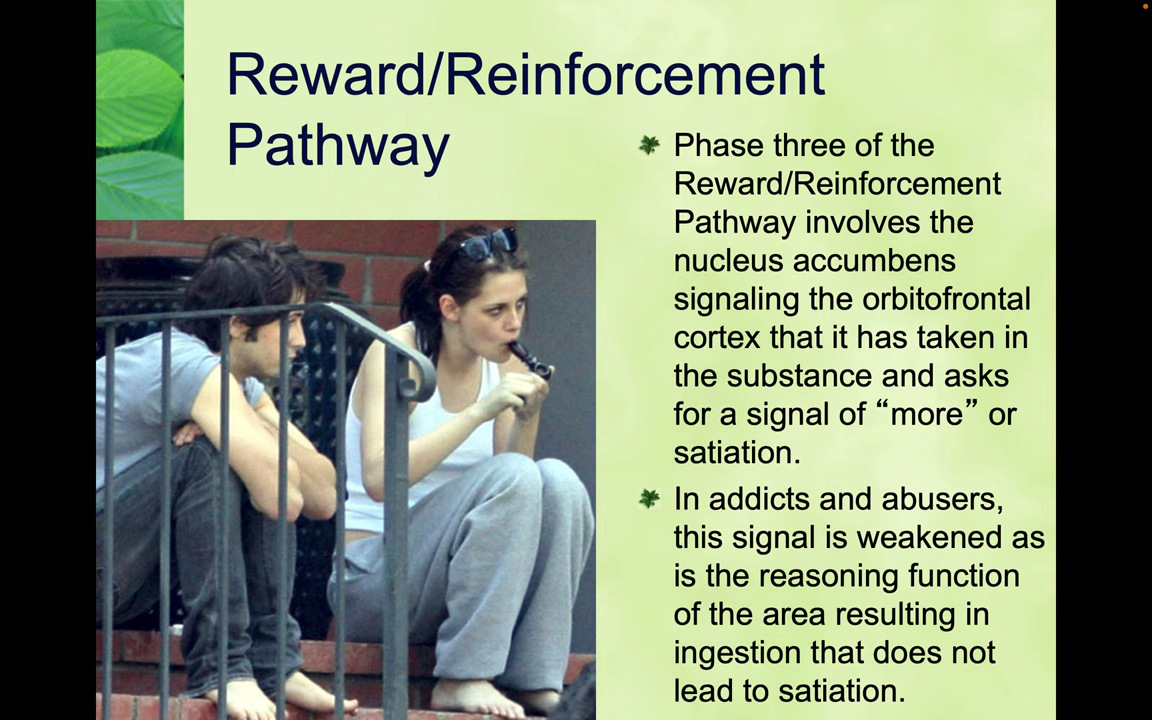 Reward/Reinforcement
Pathway
Phase three of the
Reward/Reinforcement
Pathway involves the
nucleus accumbens
signaling the orbitofrontal
cortex that it has taken in
the substance and asks
for a signal of “more” or
satiation.
In addicts and abusers,
this signal is weakened as
is the reasoning function
of the area resulting in
ingestion that does not
lead to satiation.